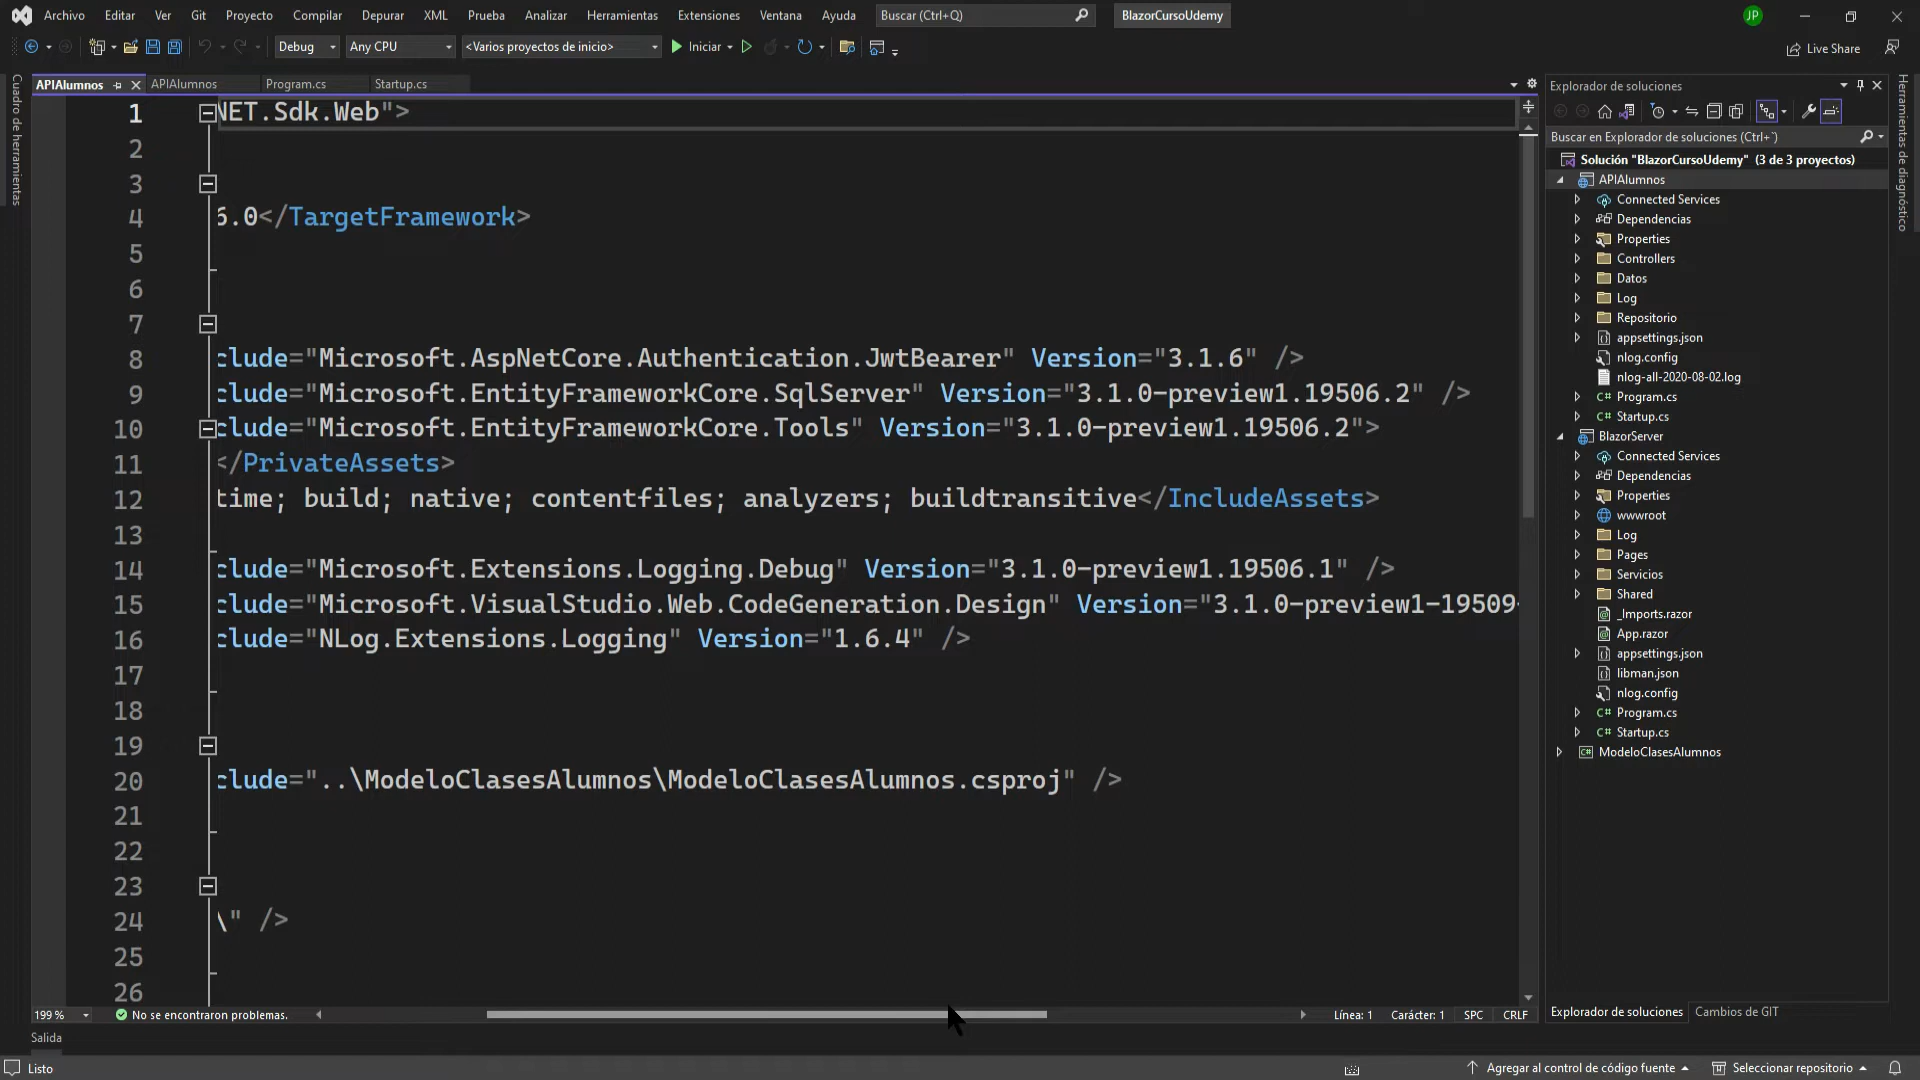 Archivo Editar Ver Git Proyecto Compilar Depurar XML Prueba Analizar Herramientas Extensiones Ventana Ayuda Buscar (Ctrl+Q) BlazorCursoUdemy JP
Debug Any CPU <Varios proyectos de inicio> Iniciar Live Share
Cuadro de herramientas
APIAlumnos APIAlumnos Program.cs Startup.cs
1 NET.Sdk.Web">
2
3
4 6.0</TargetFramework>
5
6
7
8 clude="Microsoft.AspNetCore.Authentication.JwtBearer" Version="3.1.6" />
9 clude="Microsoft.EntityFrameworkCore.SqlServer" Version="3.1.0-preview1.19506.2" />
10 clude="Microsoft.EntityFrameworkCore.Tools" Version="3.1.0-preview1.19506.2">
11 </PrivateAssets>
12 time; build; native; contentfiles; analyzers; buildtransitive</IncludeAssets>
13
14 clude="Microsoft.Extensions.Logging.Debug" Version="3.1.0-preview1.19506.1" />
15 clude="Microsoft.VisualStudio.Web.CodeGeneration.Design" Version="3.1.0-preview1-19509-
16 clude="NLog.Extensions.Logging" Version="1.6.4" />
17
18
19
20 clude="..\ModeloClasesAlumnos\ModeloClasesAlumnos.csproj" />
21
22
23
24 \" />
25
26
199 % No se encontraron problemas. Línea: 1 Carácter: 1 SPC CRLF
Salida
Explorador de soluciones
Buscar en Explorador de soluciones (Ctrl+´)
Solución "BlazorCursoUdemy" (3 de 3 proyectos)
APIAlumnos
Connected Services
Dependencias
Properties
Controllers
Datos
Log
Repositorio
appsettings.json
nlog.config
nlog-all-2020-08-02.log
C# Program.cs
C# Startup.cs
BlazorServer
Connected Services
Dependencias
Properties
wwwroot
Log
Pages
Servicios
Shared
_Imports.razor
App.razor
appsettings.json
libman.json
nlog.config
C# Program.cs
C# Startup.cs
C# ModeloClasesAlumnos
Explorador de soluciones Cambios de GIT
Herramientas de diagnóstico
Listo Agregar al control de código fuente Seleccionar repositorio